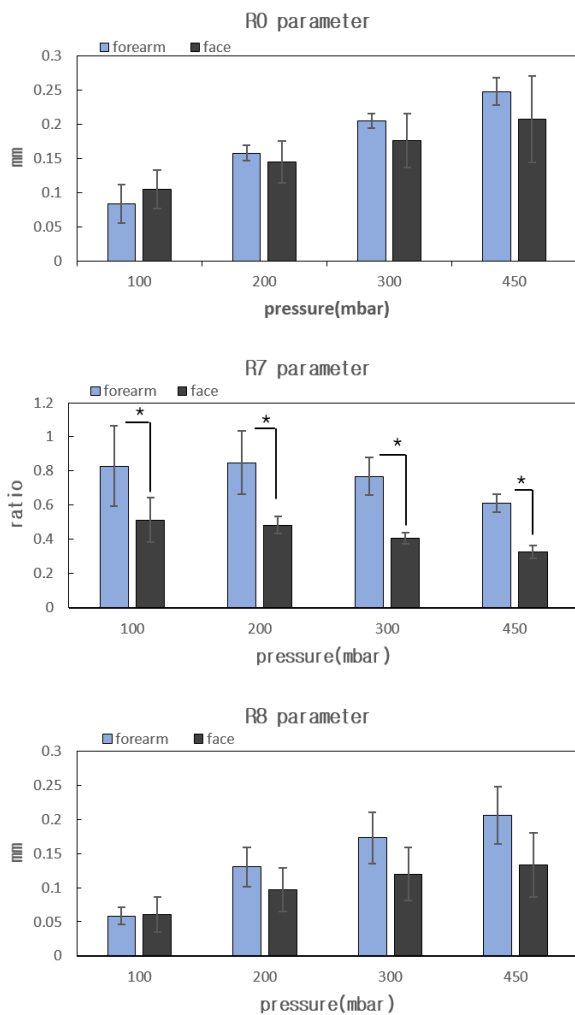 R0 parameter
forearm face
0.3
0.25
0.2
0.15
0.1
0.05
0
mm
100 200 300 450
pressure(mbar)
R7 parameter
forearm face
1.2
1
0.8
0.6
0.4
0.2
0
ratio
* * * *
100 200 300 450
pressure(mbar)
R8 parameter
forearm face
0.3
0.25
0.2
0.15
0.1
0.05
0
mm
100 200 300 450
pressure(mbar)